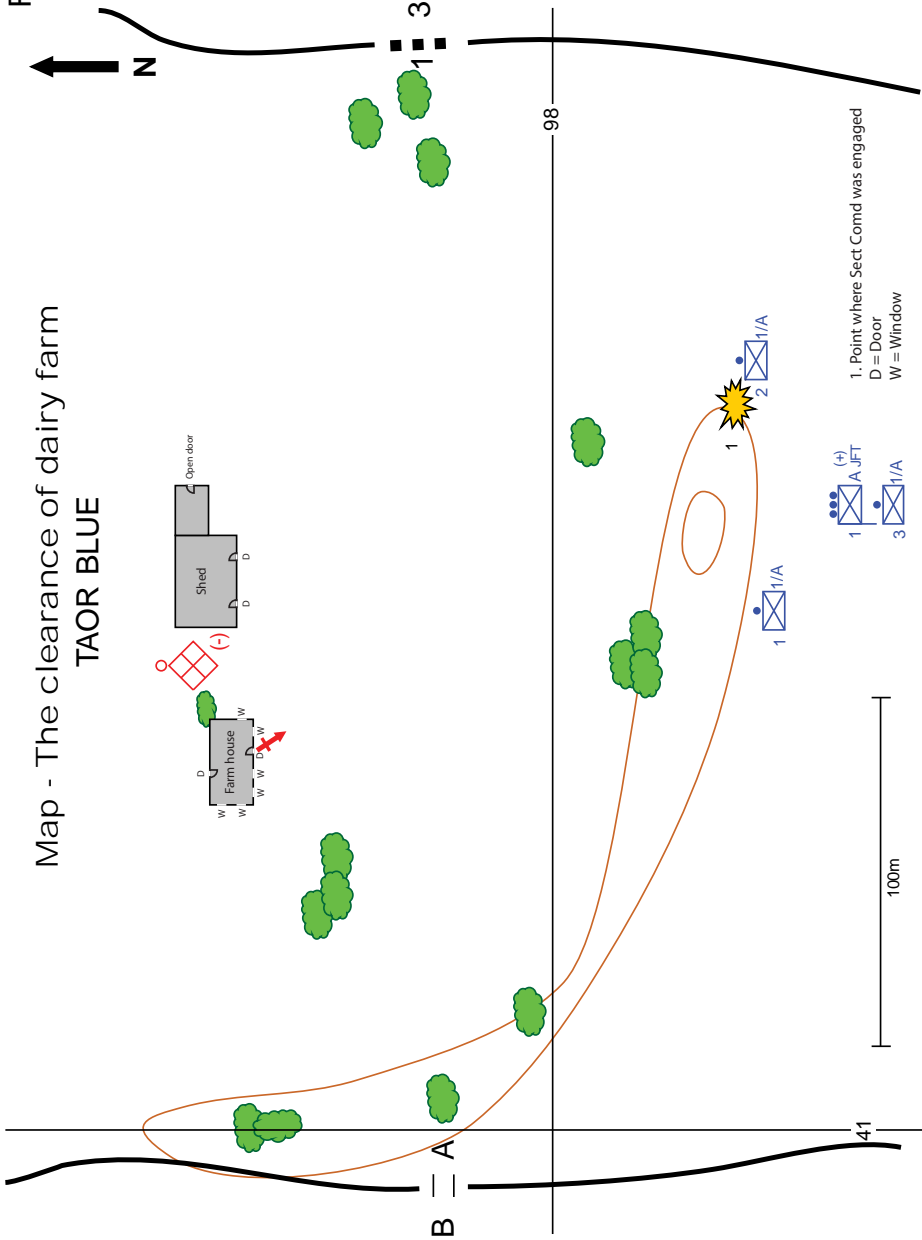 Map - The clearance of dairy farm
TAOR BLUE
N
3
1
98
Open door
Shed
D
D
(-)
Farm house
D
W
W
D
W
W
W
W
B
A
41
1
2
1/A
1
1/A
1
A JFT
(+)
3
1/A
100m
1. Point where Sect Comd was engaged
D = Door
W = Window